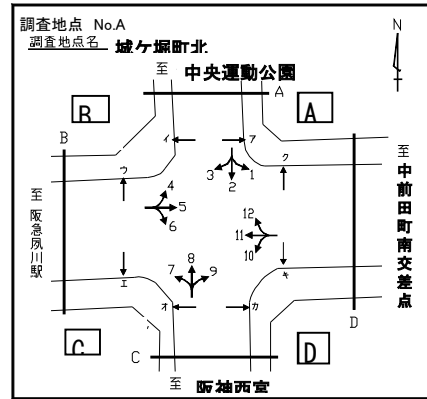 調査地点 No.A
調査地点名 城ケ堀町北
N
至
中央運動公園
A
B
A
B
イ
ア
ウ
ク
3
2
1
至 中前田町南交差点
至 阪急夙川駅
4
5
6
12
11
10
8
7
9
エ
キ
オ
カ
C
D
D
C
至
阪神西宮